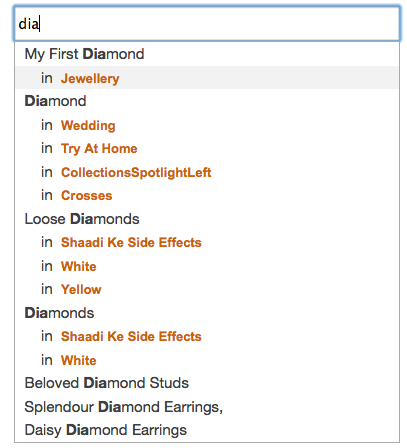 dia
My First Diamond
in Jewellery
Diamond
in Wedding
in Try At Home
in CollectionsSpotlightLeft
in Crosses
Loose Diamonds
in Shaadi Ke Side Effects
in White
in Yellow
Diamonds
in Shaadi Ke Side Effects
in White
Beloved Diamond Studs
Splendour Diamond Earrings,
Daisy Diamond Earrings